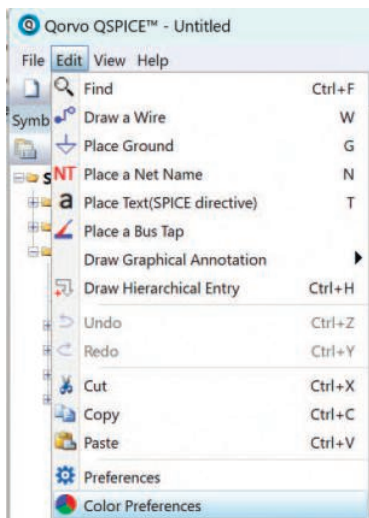 Qorvo QSPICE™ - Untitled
File Edit View Help
Find Ctrl+F
Symb
Draw a Wire W
Place Ground G
S
NT Place a Net Name N
a Place Text(SPICE directive) T
Place a Bus Tap
Draw Graphical Annotation
Draw Hierarchical Entry Ctrl+H
Undo Ctrl+Z
Redo Ctrl+Y
Cut Ctrl+X
Copy Ctrl+C
Paste Ctrl+V
Preferences
Color Preferences